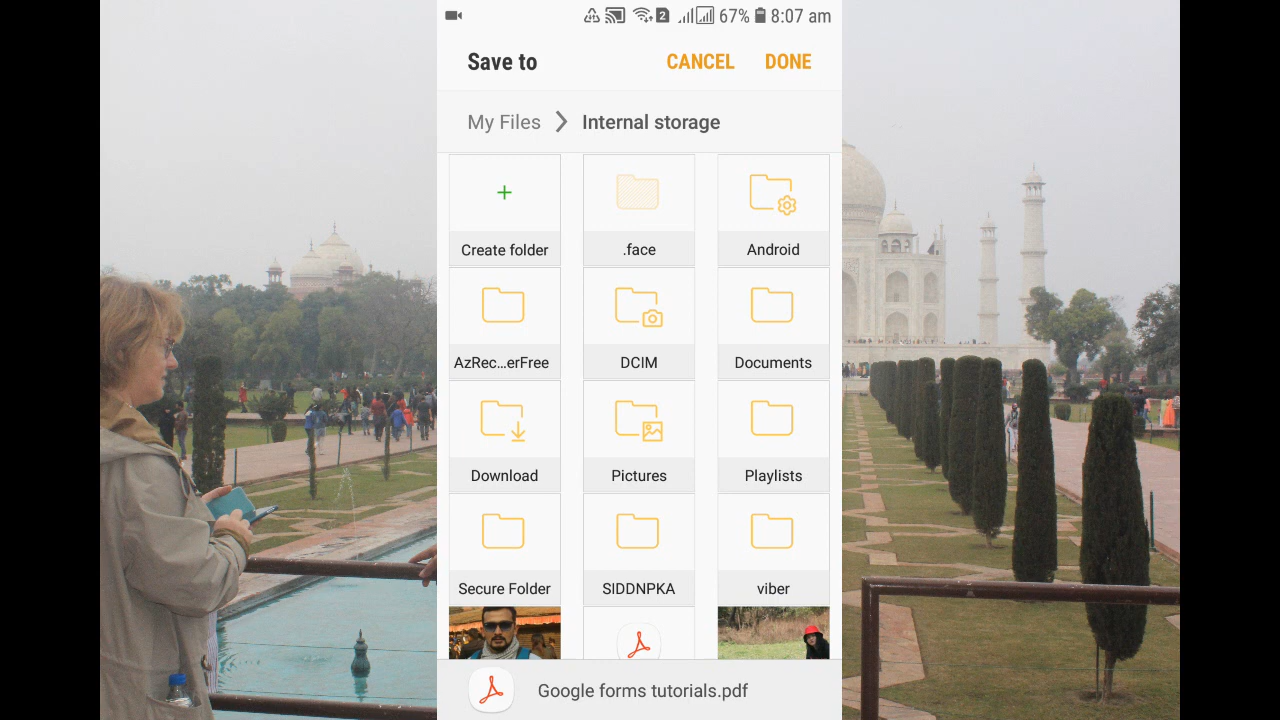 2 67% 8:07 am
Save to CANCEL DONE
My Files Internal storage
Create folder .face Android
AzRec...erFree DCIM Documents
Download Pictures Playlists
Secure Folder SIDDNPKA viber
Google forms tutorials.pdf